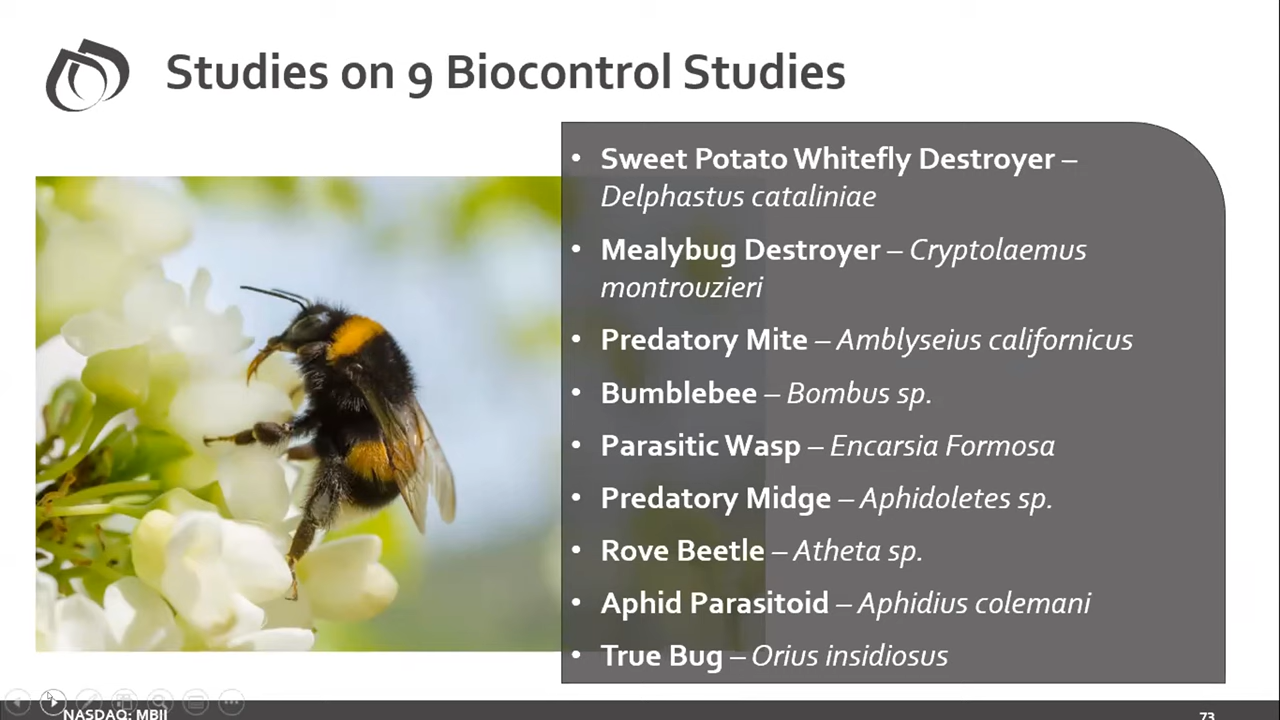 Studies on 9 Biocontrol Studies
• Sweet Potato Whitefly Destroyer –
Delphastus cataliniae
• Mealybug Destroyer – Cryptolaemus
montrouzieri
• Predatory Mite – Amblyseius californicus
• Bumblebee – Bombus sp.
• Parasitic Wasp – Encarsia Formosa
• Predatory Midge – Aphidoletes sp.
• Rove Beetle – Atheta sp.
• Aphid Parasitoid – Aphidius colemani
• True Bug – Orius insidiosus
NASDAQ: MBII
73